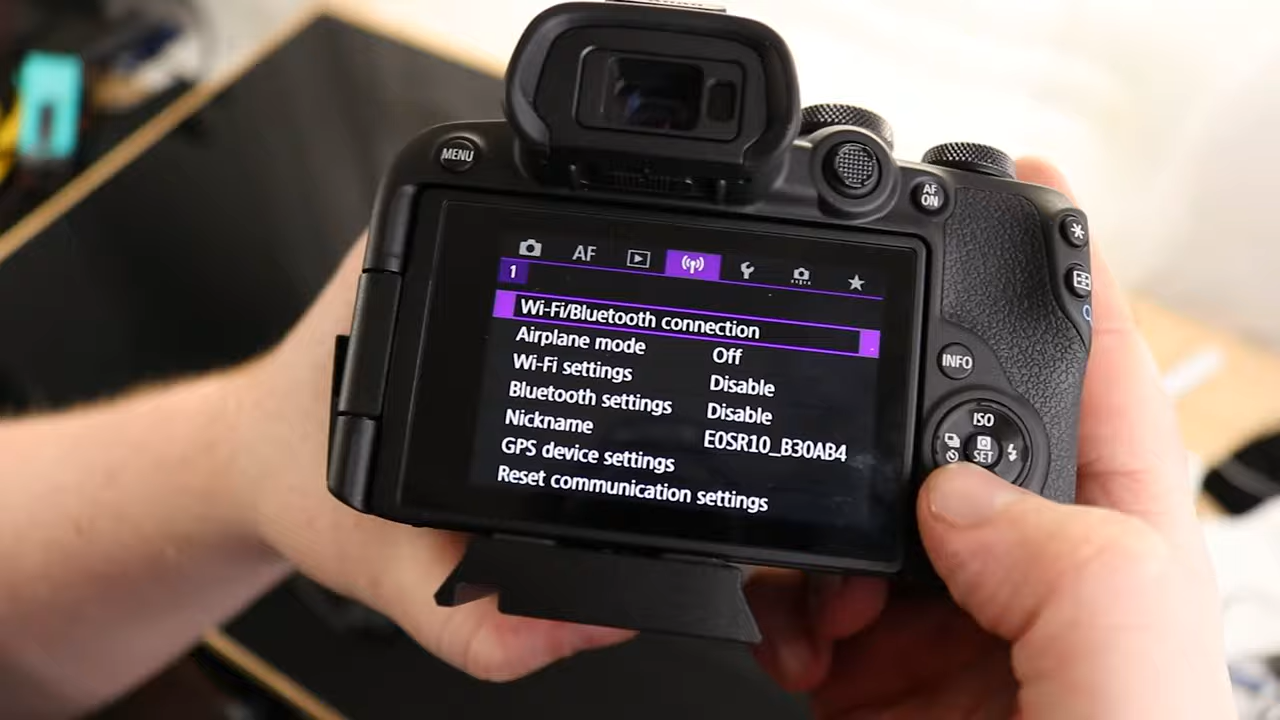 MENU
AF
ON
AF
1
Wi-Fi/Bluetooth connection
Airplane mode Off
Wi-Fi settings Disable
Bluetooth settings Disable
Nickname EOSR10_B30AB4
GPS device settings
Reset communication settings
INFO
ISO
Q
SET